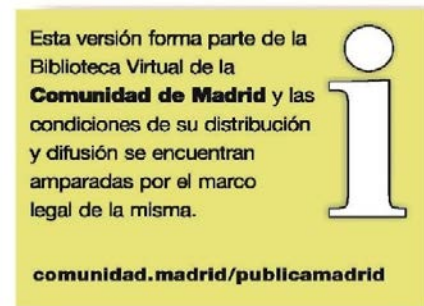 Esta versión forma parte de la
Biblioteca Virtual de la
Comunidad de Madrid y las
condiciones de su distribución
y difusión se encuentran
amparadas por el marco
legal de la misma.
comunidad.madrid/publicamadrid